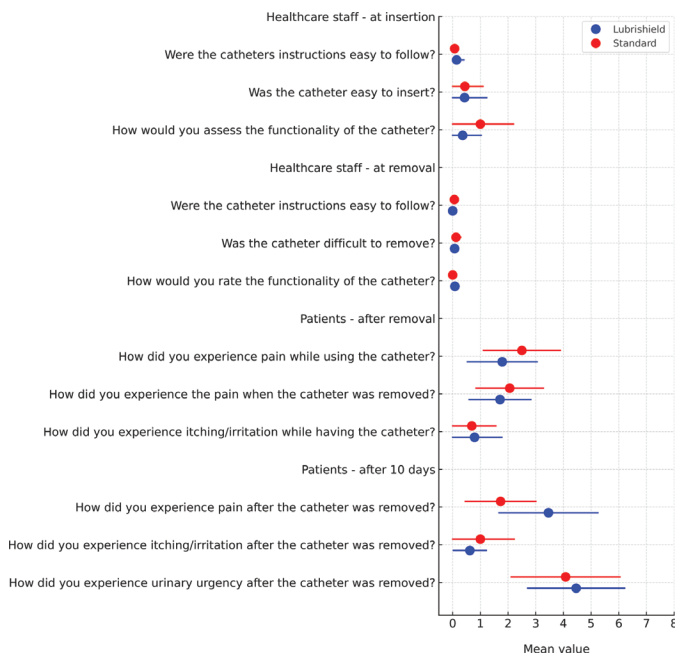 Healthcare staff - at insertion
Lubrishield
Standard
Were the catheters instructions easy to follow?
Was the catheter easy to insert?
How would you assess the functionality of the catheter?
Healthcare staff - at removal
Were the catheter instructions easy to follow?
Was the catheter difficult to remove?
How would you rate the functionality of the catheter?
Patients - after removal
How did you experience pain while using the catheter?
How did you experience the pain when the catheter was removed?
How did you experience itching/irritation while having the catheter?
Patients - after 10 days
How did you experience pain after the catheter was removed?
How did you experience itching/irritation after the catheter was removed?
How did you experience urinary urgency after the catheter was removed?
0 1 2 3 4 5 6 7 8
Mean value